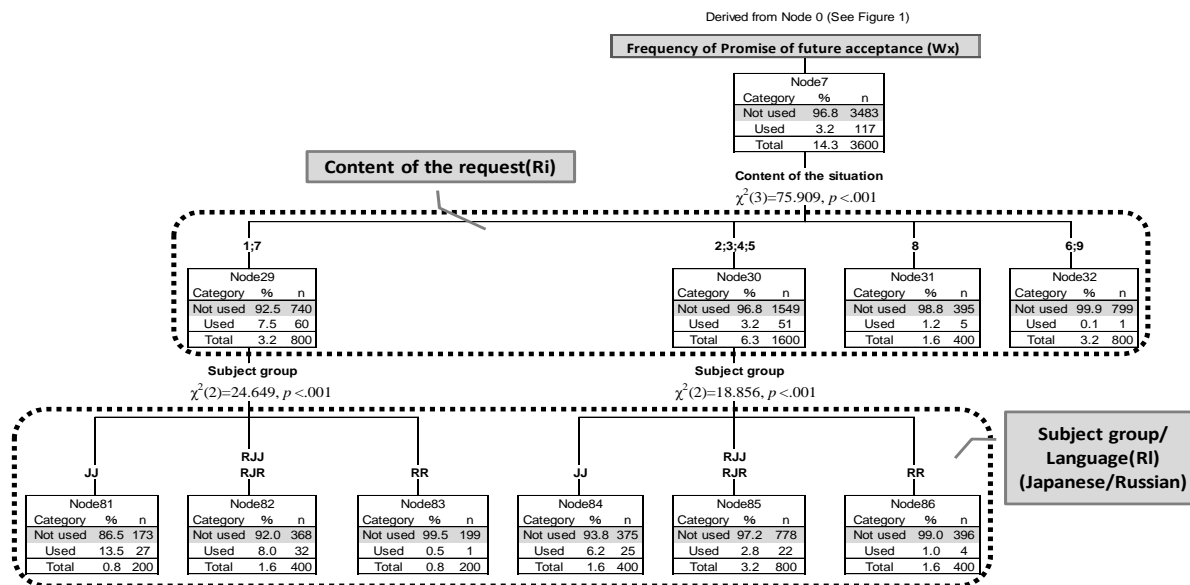 Derived from Node 0 (See Figure 1)
Frequency of Promise of future acceptance (Wx)
Node7
Category % n
Not used 96.8 3483
Used 3.2 117
Total 14.3 3600
Content of the request(Ri)
Content of the situation
χ²(3)=75.909, p<.001
1;7
2;3;4;5
8
6;9
Node29
Category % n
Not used 92.5 740
Used 7.5 60
Total 3.2 800
Node30
Category % n
Not used 96.8 1549
Used 3.2 51
Total 6.3 1600
Node31
Category % n
Not used 98.8 395
Used 1.2 5
Total 1.6 400
Node32
Category % n
Not used 99.9 799
Used 0.1 1
Total 3.2 800
Subject group
χ²(2)=24.649, p<.001
Subject group
χ²(2)=18.856, p<.001
Subject group/
Language(Rl)
(Japanese/Russian)
JJ
RJJ
RJR
RR
JJ
RJJ
RJR
RR
Node81
Category % n
Not used 86.5 173
Used 13.5 27
Total 0.8 200
Node82
Category % n
Not used 92.0 368
Used 8.0 32
Total 1.6 400
Node83
Category % n
Not used 99.5 199
Used 0.5 1
Total 0.8 200
Node84
Category % n
Not used 93.8 375
Used 6.2 25
Total 1.6 400
Node85
Category % n
Not used 97.2 778
Used 2.8 22
Total 3.2 800
Node86
Category % n
Not used 99.0 396
Used 1.0 4
Total 1.6 400